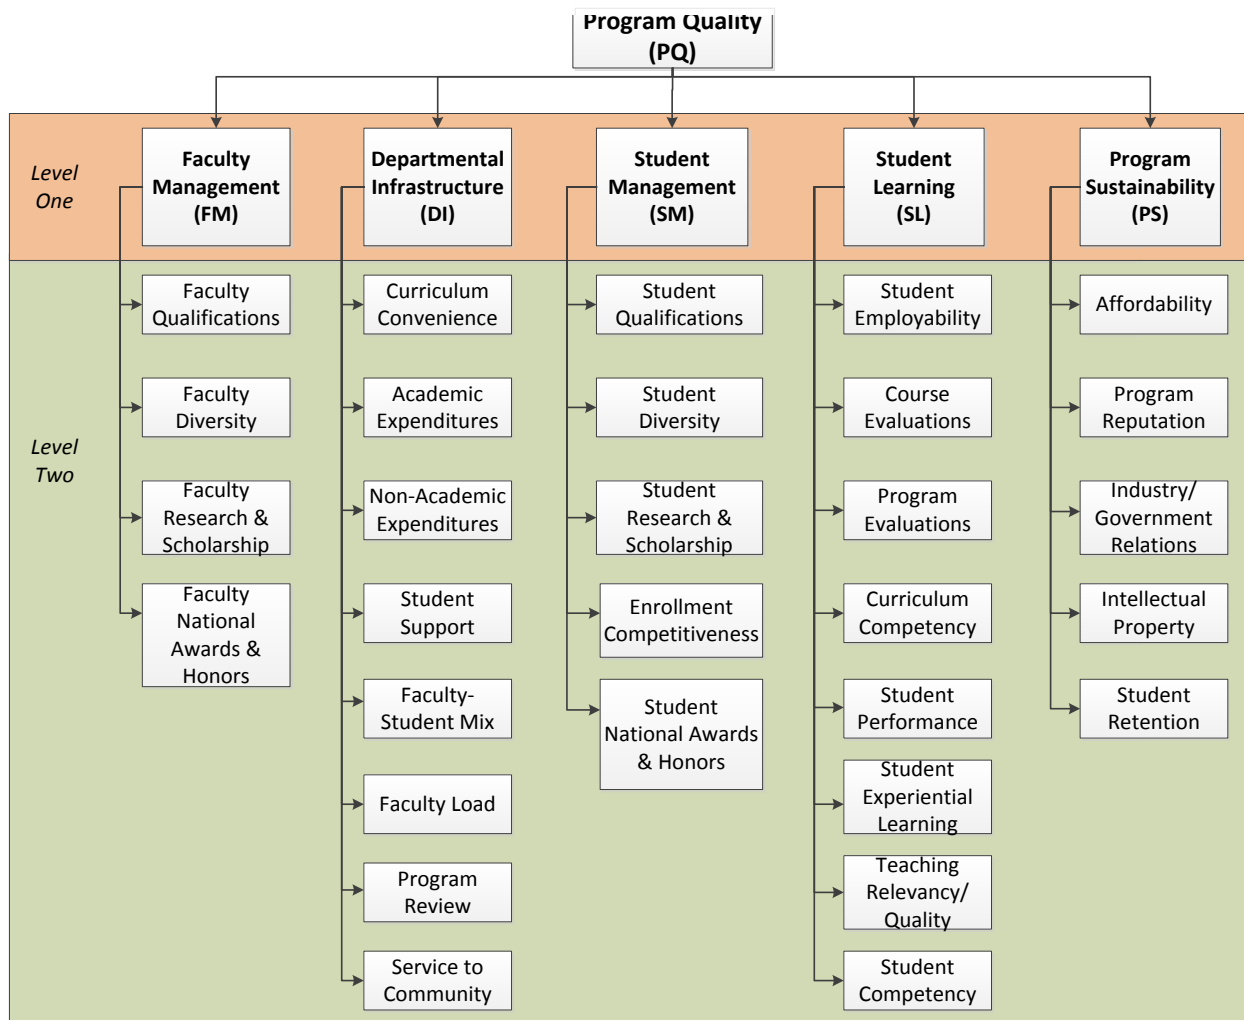 Program Quality
(PQ)
Level
One
Faculty
Management
(FM)
Departmental
Infrastructure
(DI)
Student
Management
(SM)
Student
Learning
(SL)
Program
Sustainability
(PS)
Level
Two
Faculty
Qualifications
Faculty
Diversity
Faculty
Research &
Scholarship
Faculty
National
Awards &
Honors
Curriculum
Convenience
Academic
Expenditures
Non-Academic
Expenditures
Student
Support
Faculty-
Student Mix
Faculty Load
Program
Review
Service to
Community
Student
Qualifications
Student
Diversity
Student
Research &
Scholarship
Enrollment
Competitiveness
Student
National Awards
& Honors
Student
Employability
Course
Evaluations
Program
Evaluations
Curriculum
Competency
Student
Performance
Student
Experiential
Learning
Teaching
Relevancy/
Quality
Student
Competency
Affordability
Program
Reputation
Industry/
Government
Relations
Intellectual
Property
Student
Retention